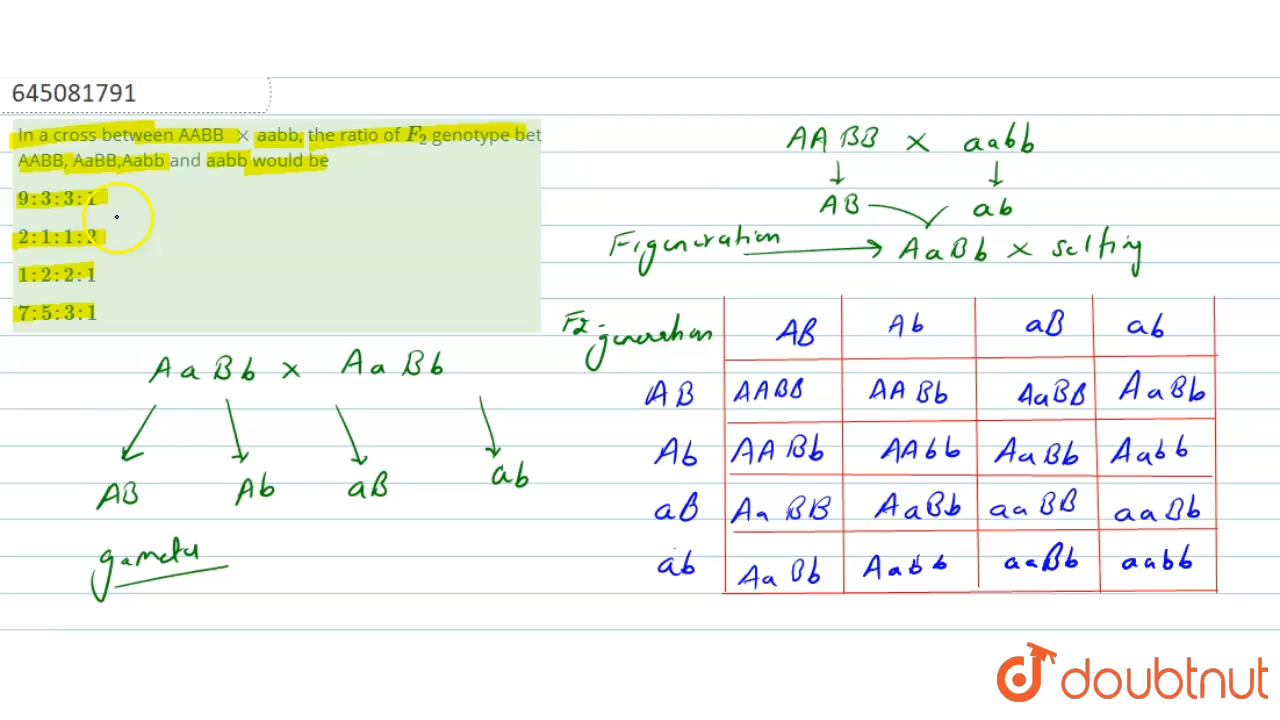 645081791
In a cross between AABB × aabb, the ratio of F2 genotype bet
AABB, AaBB,Aabb and aabb would be
9 : 3 : 3 : 1
2 : 1 : 1 : 2
1 : 2 : 2 : 1
7 : 5 : 3 : 1
AABB × aabb
AB ab
F1 generation AaBb × selfing
AaBb × AaBb
AB Ab aB ab
gametes
F2 generation AB Ab aB ab
AB AABB AABb AaBB AaBb
Ab AABb AAbb AaBb Aabb
aB AaBB AaBb aaBB aaBb
ab AaBb Aabb aaBb aabb
doubtnut